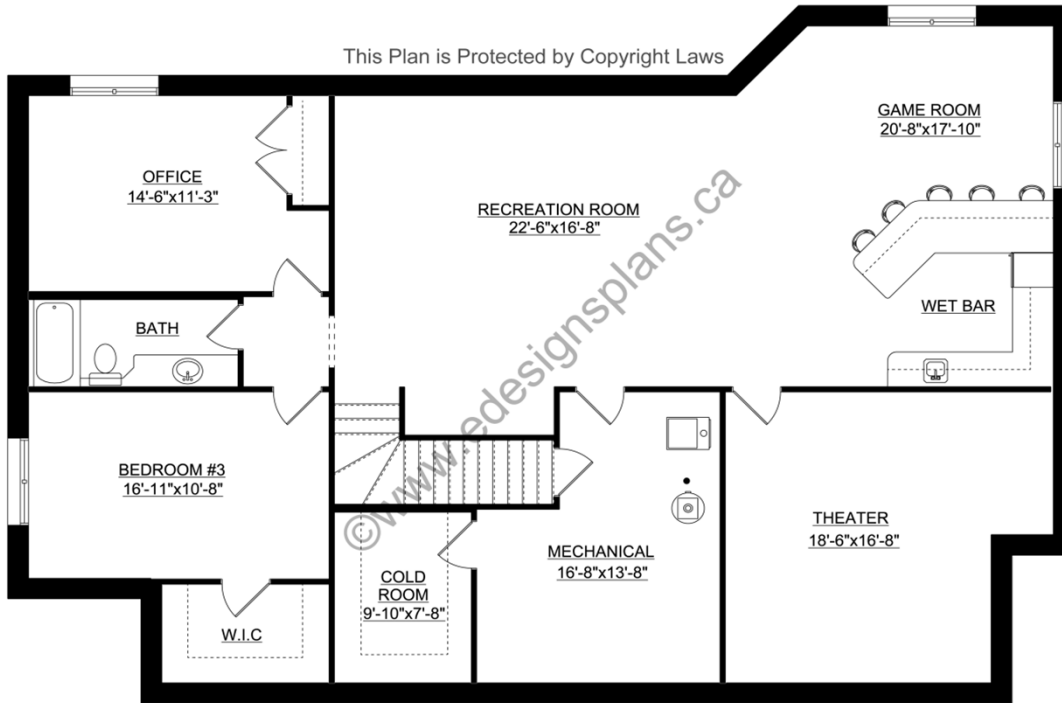 This Plan is Protected by Copyright Laws
GAME ROOM
20'-8"x17'-10"
OFFICE
14'-6"x11'-3"
RECREATION ROOM
22'-6"x16'-8"
WET BAR
BATH
BEDROOM #3
16'-11"x10'-8"
THEATER
18'-6"x16'-8"
MECHANICAL
16'-8"x13'-8"
COLD
ROOM
9'-10"x7'-8"
W.I.C
©www.edesignsplans.ca